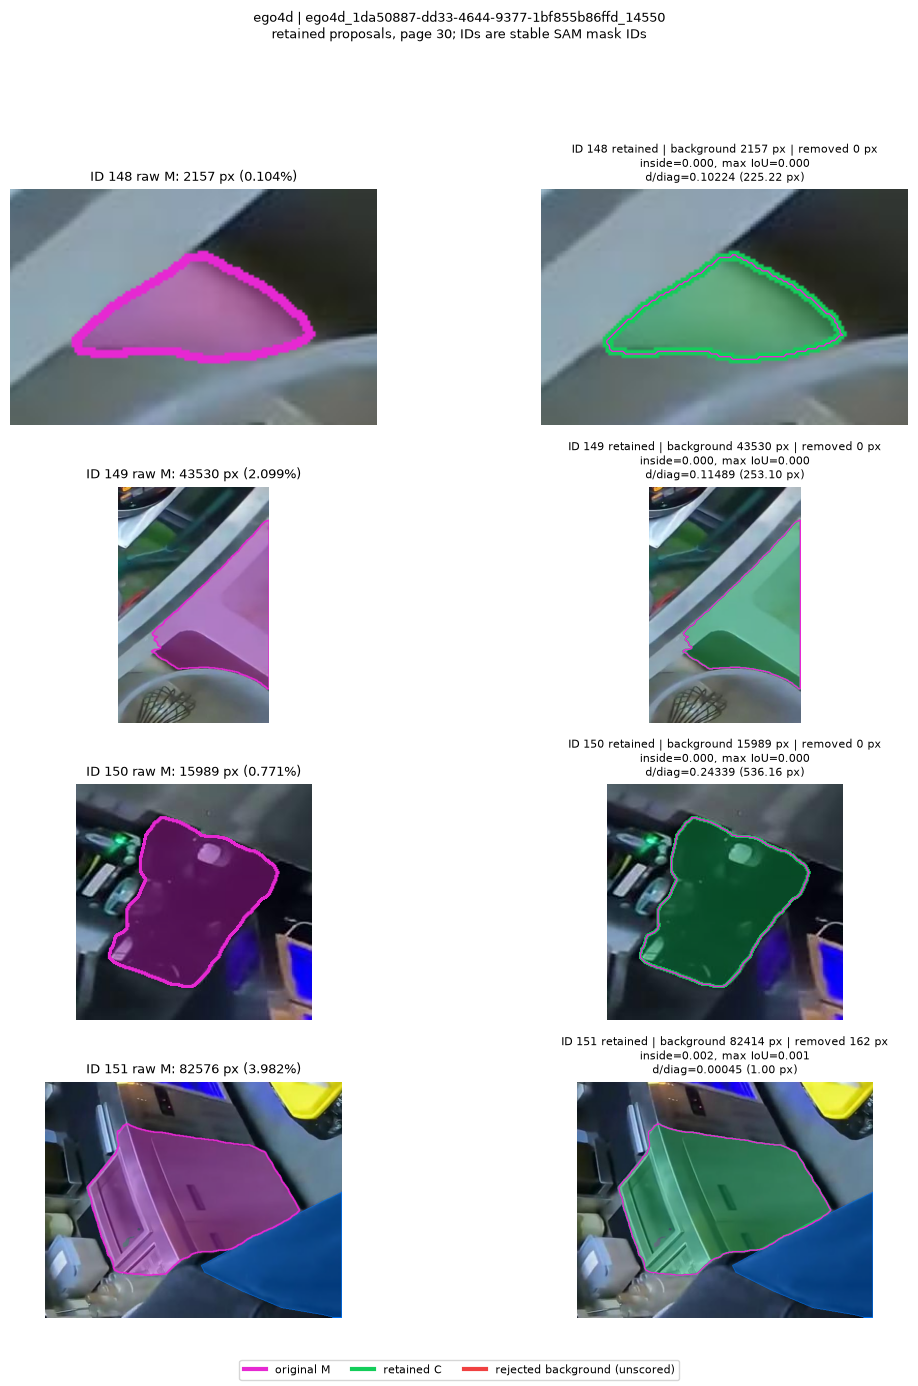 ego4d | ego4d_1da50887-dd33-4644-9377-1bf855b86ffd_14550
retained proposals, page 30; IDs are stable SAM mask IDs
ID 148 raw M: 2157 px (0.104%)
ID 148 retained | background 2157 px | removed 0 px
inside=0.000, max IoU=0.000
d/diag=0.10224 (225.22 px)
ID 149 raw M: 43530 px (2.099%)
ID 149 retained | background 43530 px | removed 0 px
inside=0.000, max IoU=0.000
d/diag=0.11489 (253.10 px)
ID 150 raw M: 15989 px (0.771%)
ID 150 retained | background 15989 px | removed 0 px
inside=0.000, max IoU=0.000
d/diag=0.24339 (536.16 px)
ID 151 raw M: 82576 px (3.982%)
ID 151 retained | background 82414 px | removed 162 px
inside=0.002, max IoU=0.001
d/diag=0.00045 (1.00 px)
original M
retained C
rejected background (unscored)